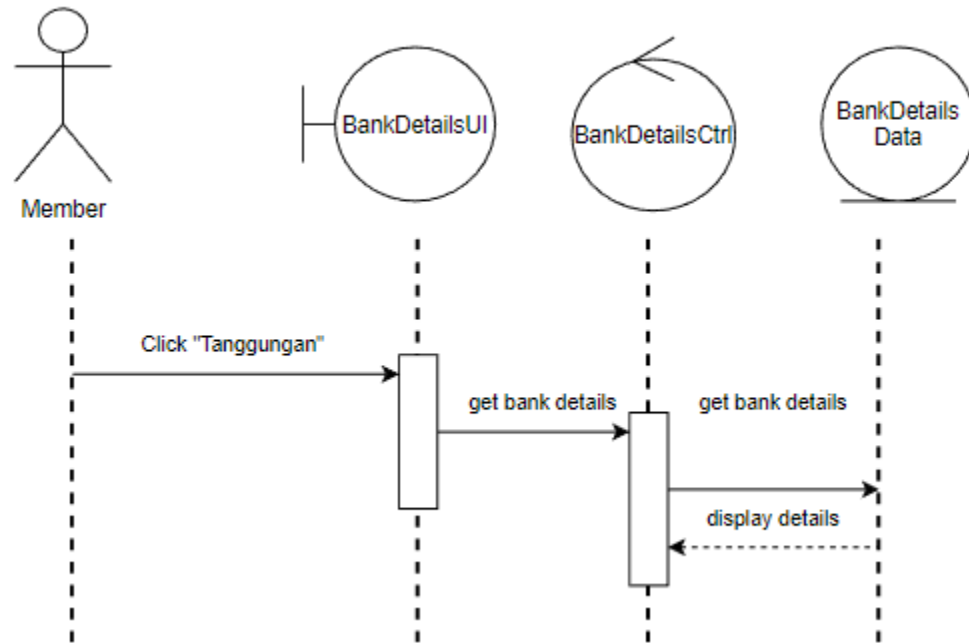 BankDetailsUI
BankDetailsCtrl
BankDetails
Data
Member
Click "Tanggungan"
get bank details
get bank details
display details